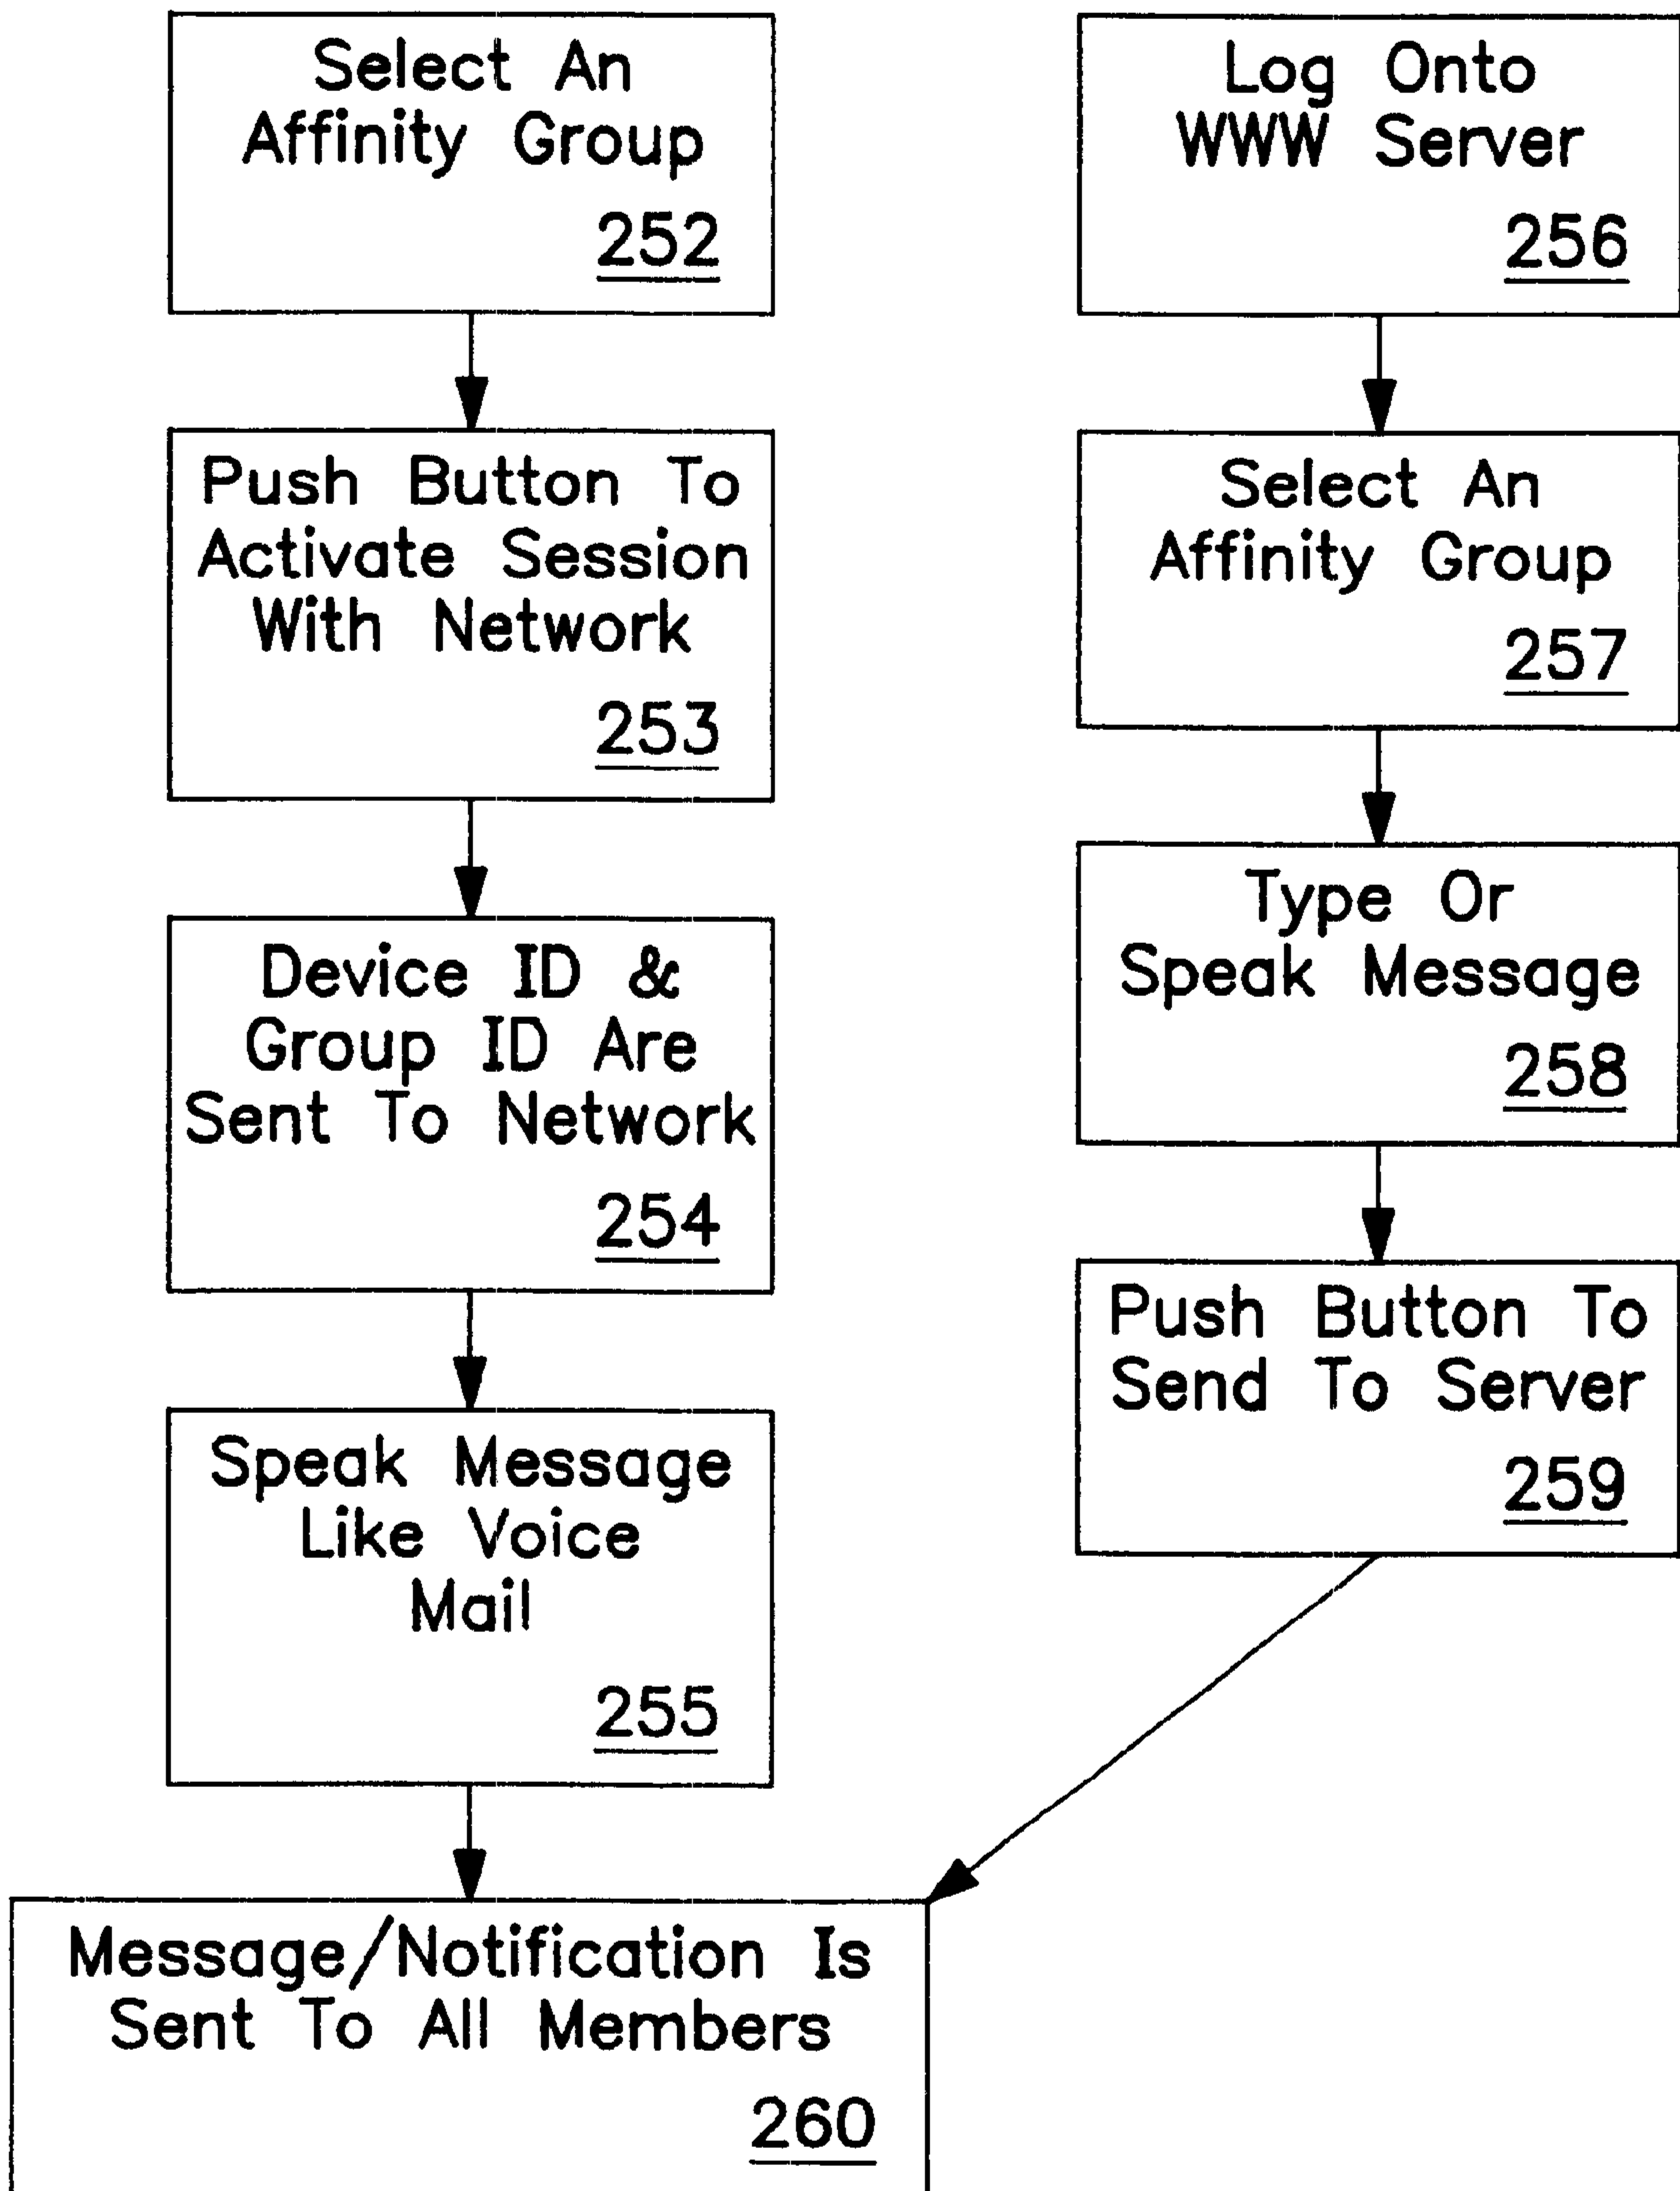 Select An
Affinity Group
252
Push Button To
Activate Session
With Network
253
Device ID &
Group ID Are
Sent To Network
254
Speak Message
Like Voice
Mail
255
Log Onto
WWW Server
256
Select An
Affinity Group
257
Type Or
Speak Message
258
Push Button To
Send To Server
259
Message/Notification Is
Sent To All Members
260